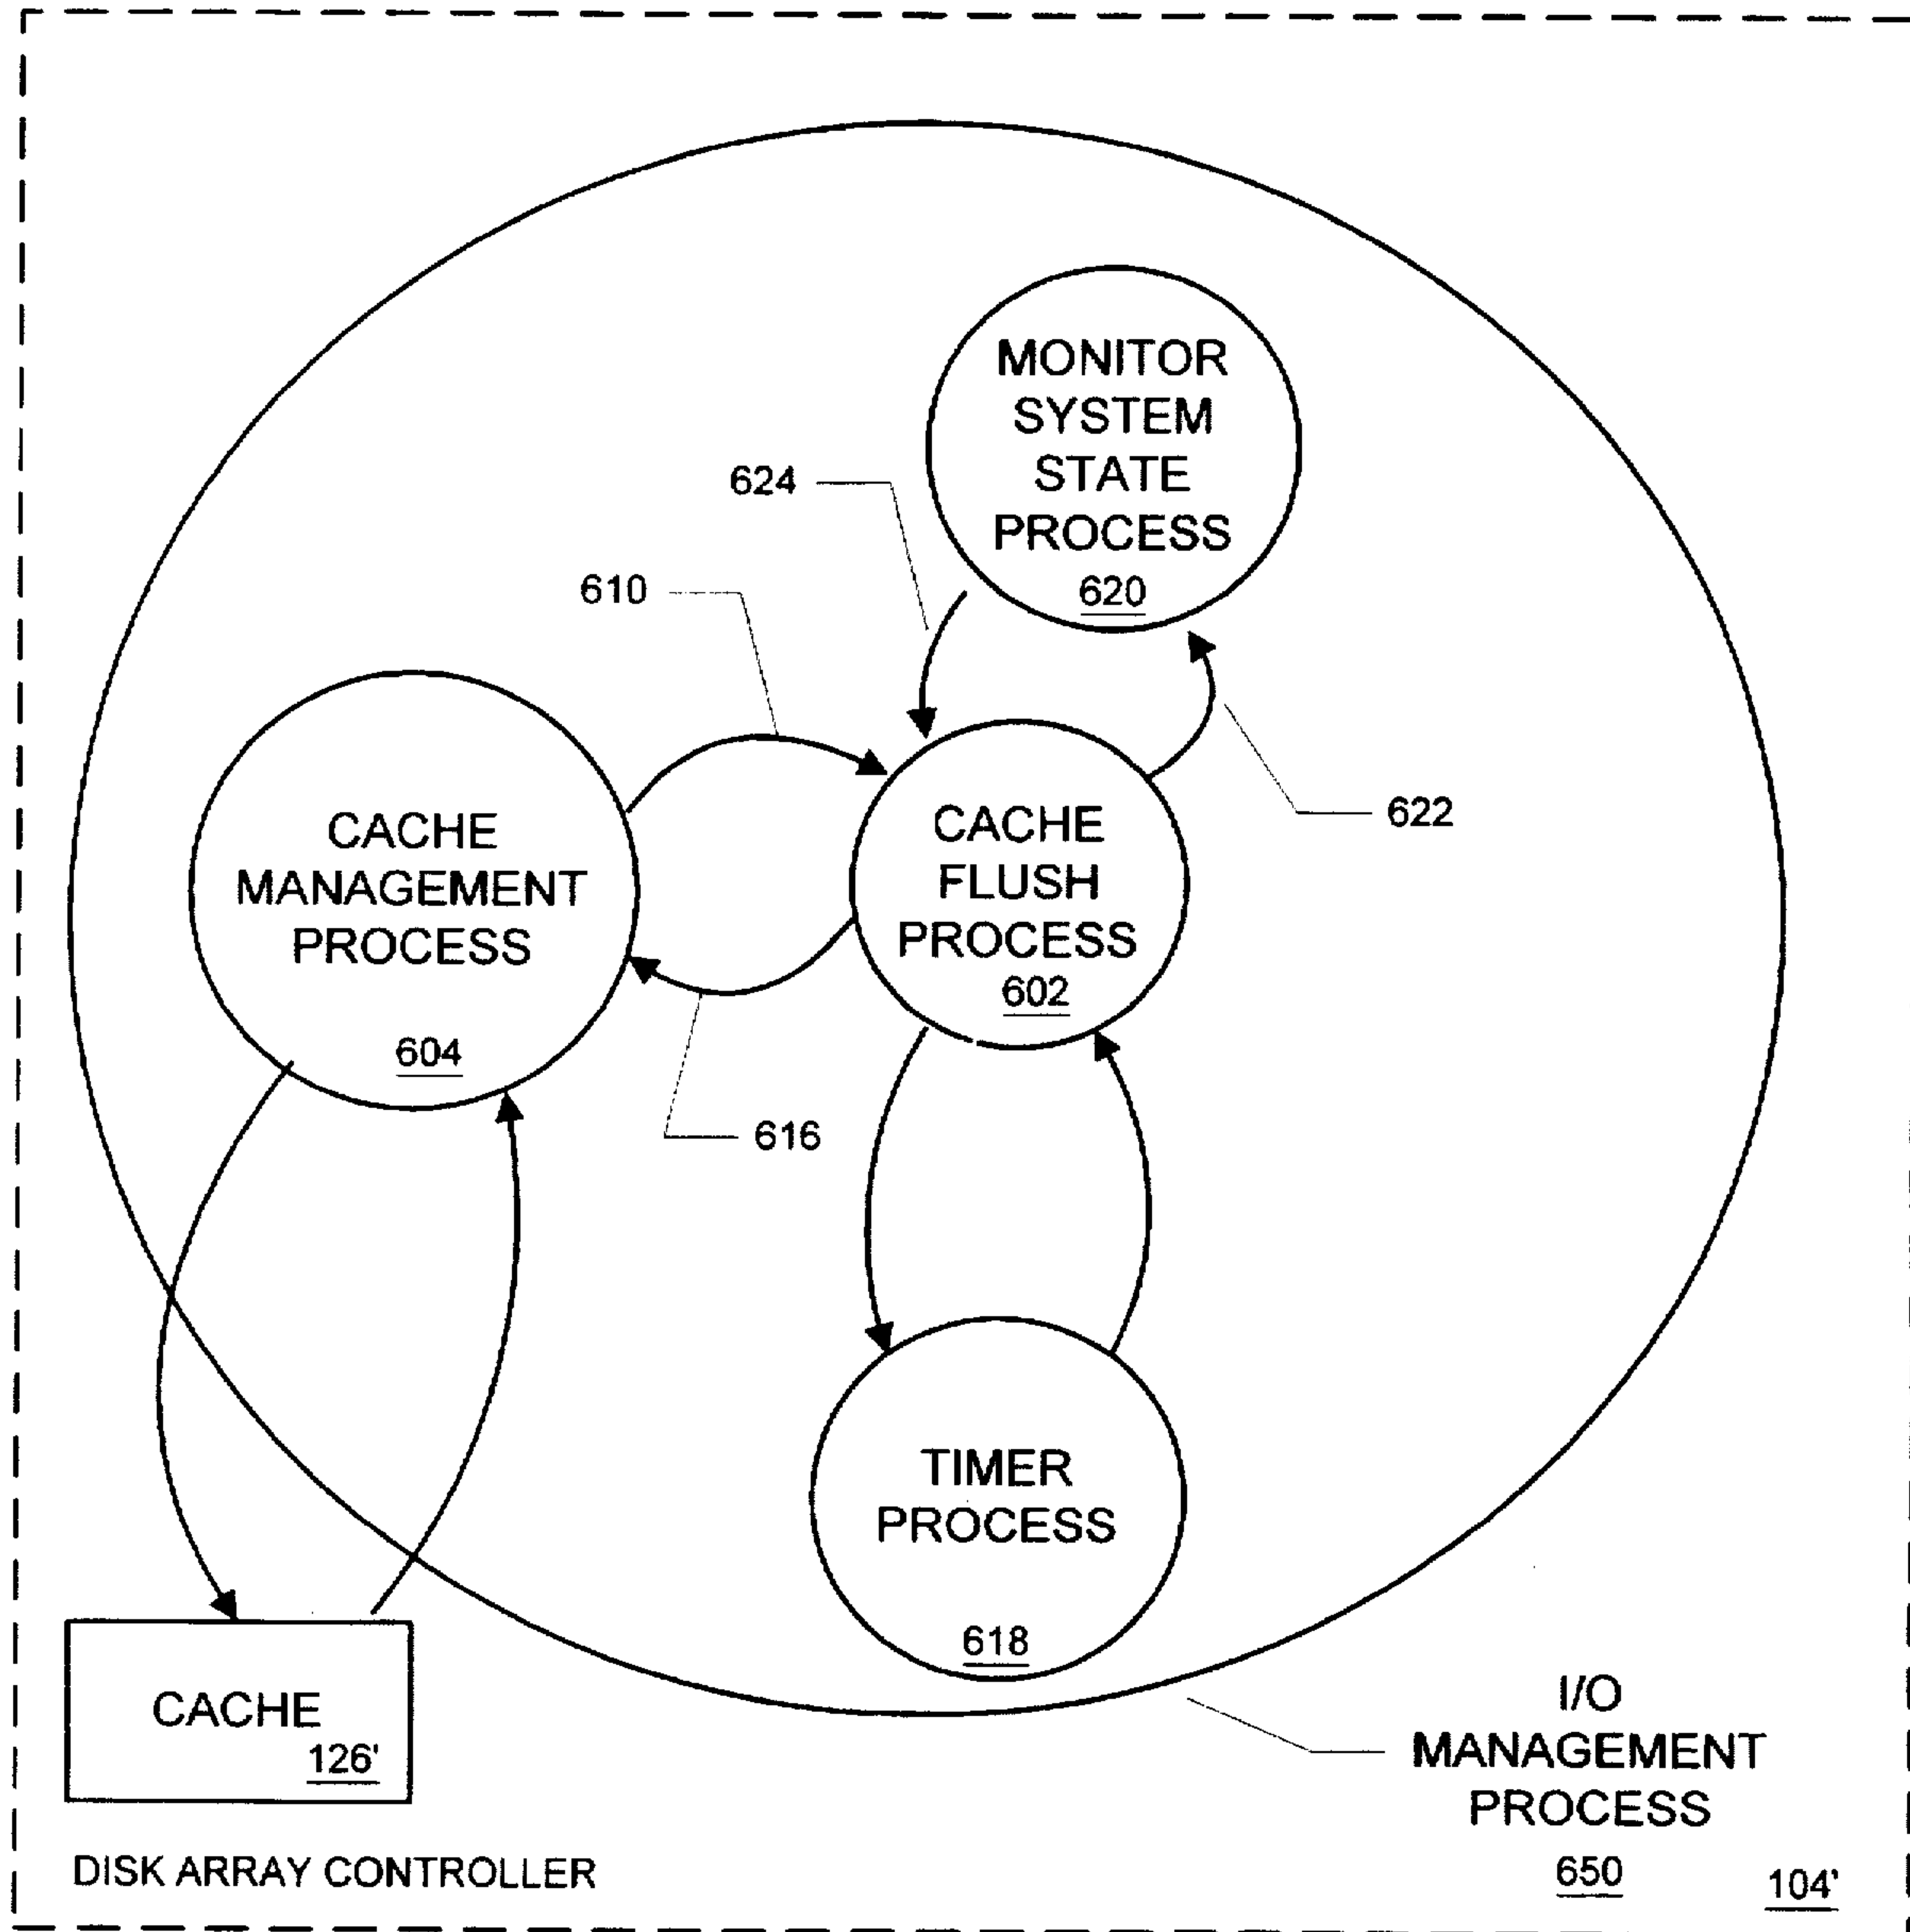 MONITOR
SYSTEM
STATE
PROCESS
620
624
610
622
CACHE
MANAGEMENT
PROCESS
604
CACHE
FLUSH
PROCESS
602
616
TIMER
PROCESS
618
CACHE
126'
I/O
MANAGEMENT
PROCESS
650
DISK ARRAY CONTROLLER
104'